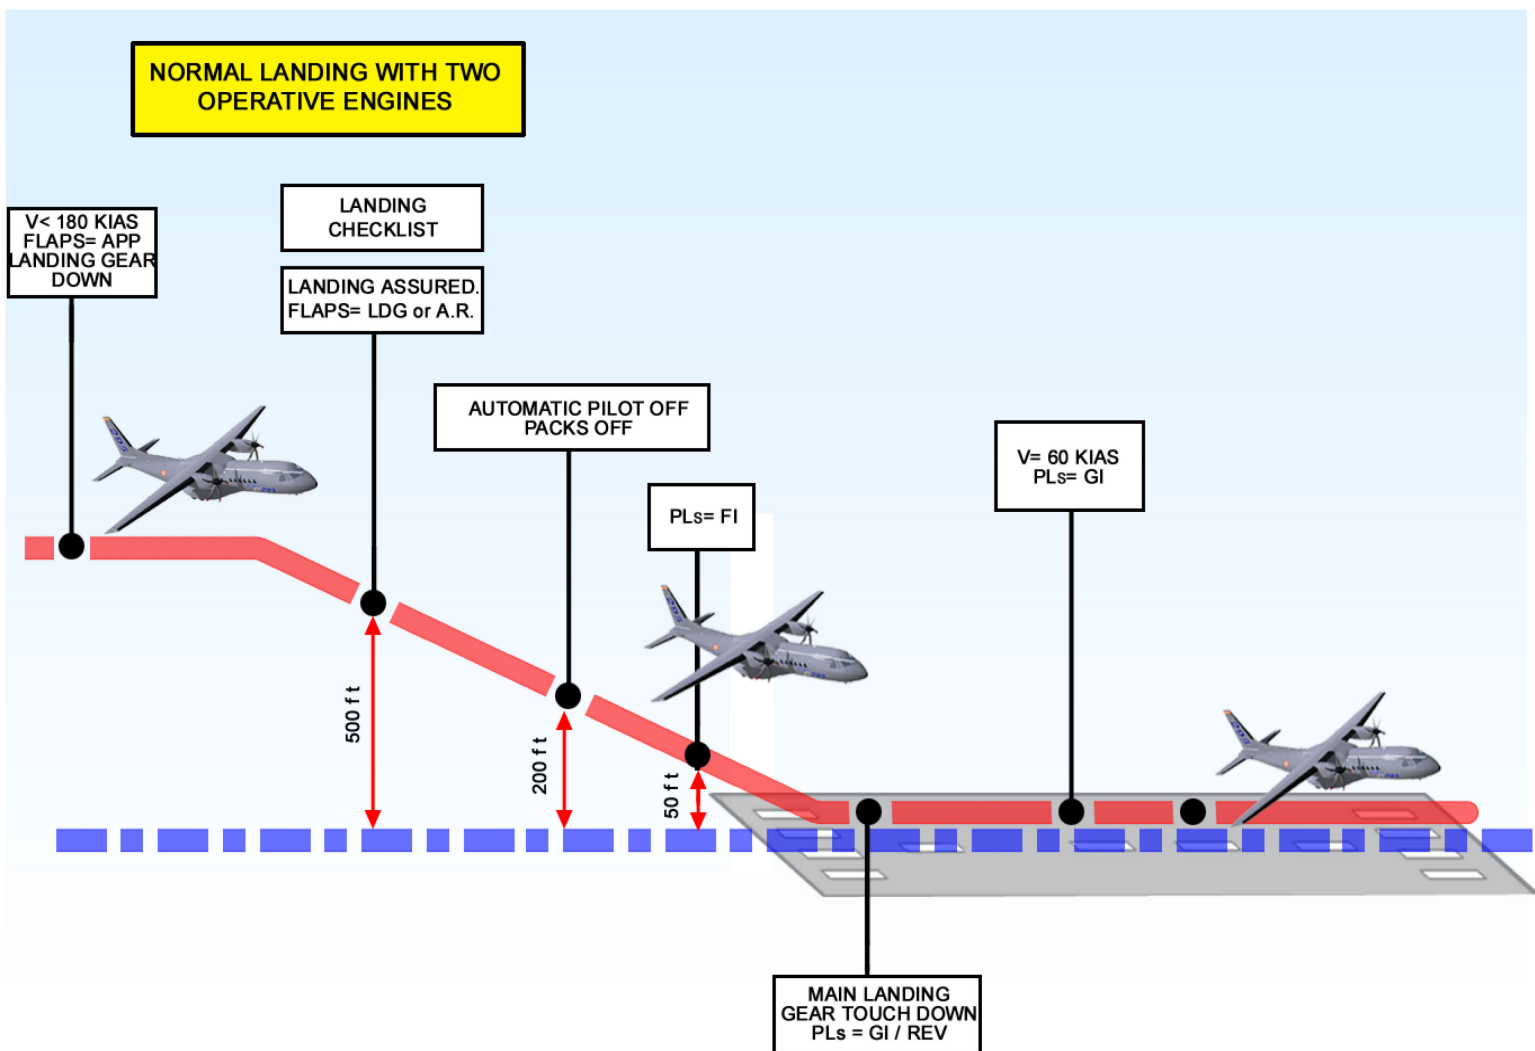 NORMAL LANDING WITH TWO
OPERATIVE ENGINES
V< 180 KIAS
FLAPS= APP
LANDING GEAR
DOWN
LANDING
CHECKLIST
LANDING ASSURED.
FLAPS= LDG or A.R.
AUTOMATIC PILOT OFF
PACKS OFF
PLs= FI
V= 60 KIAS
PLs= GI
500 ft
200 ft
50 ft
MAIN LANDING
GEAR TOUCH DOWN
PLs = GI / REV